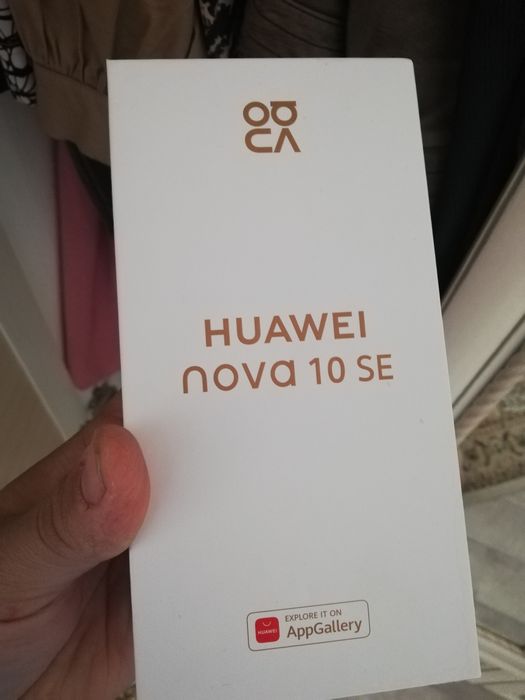 HUAWEI
nova 10 SE
HUAWEI
EXPLORE IT ON
AppGallery